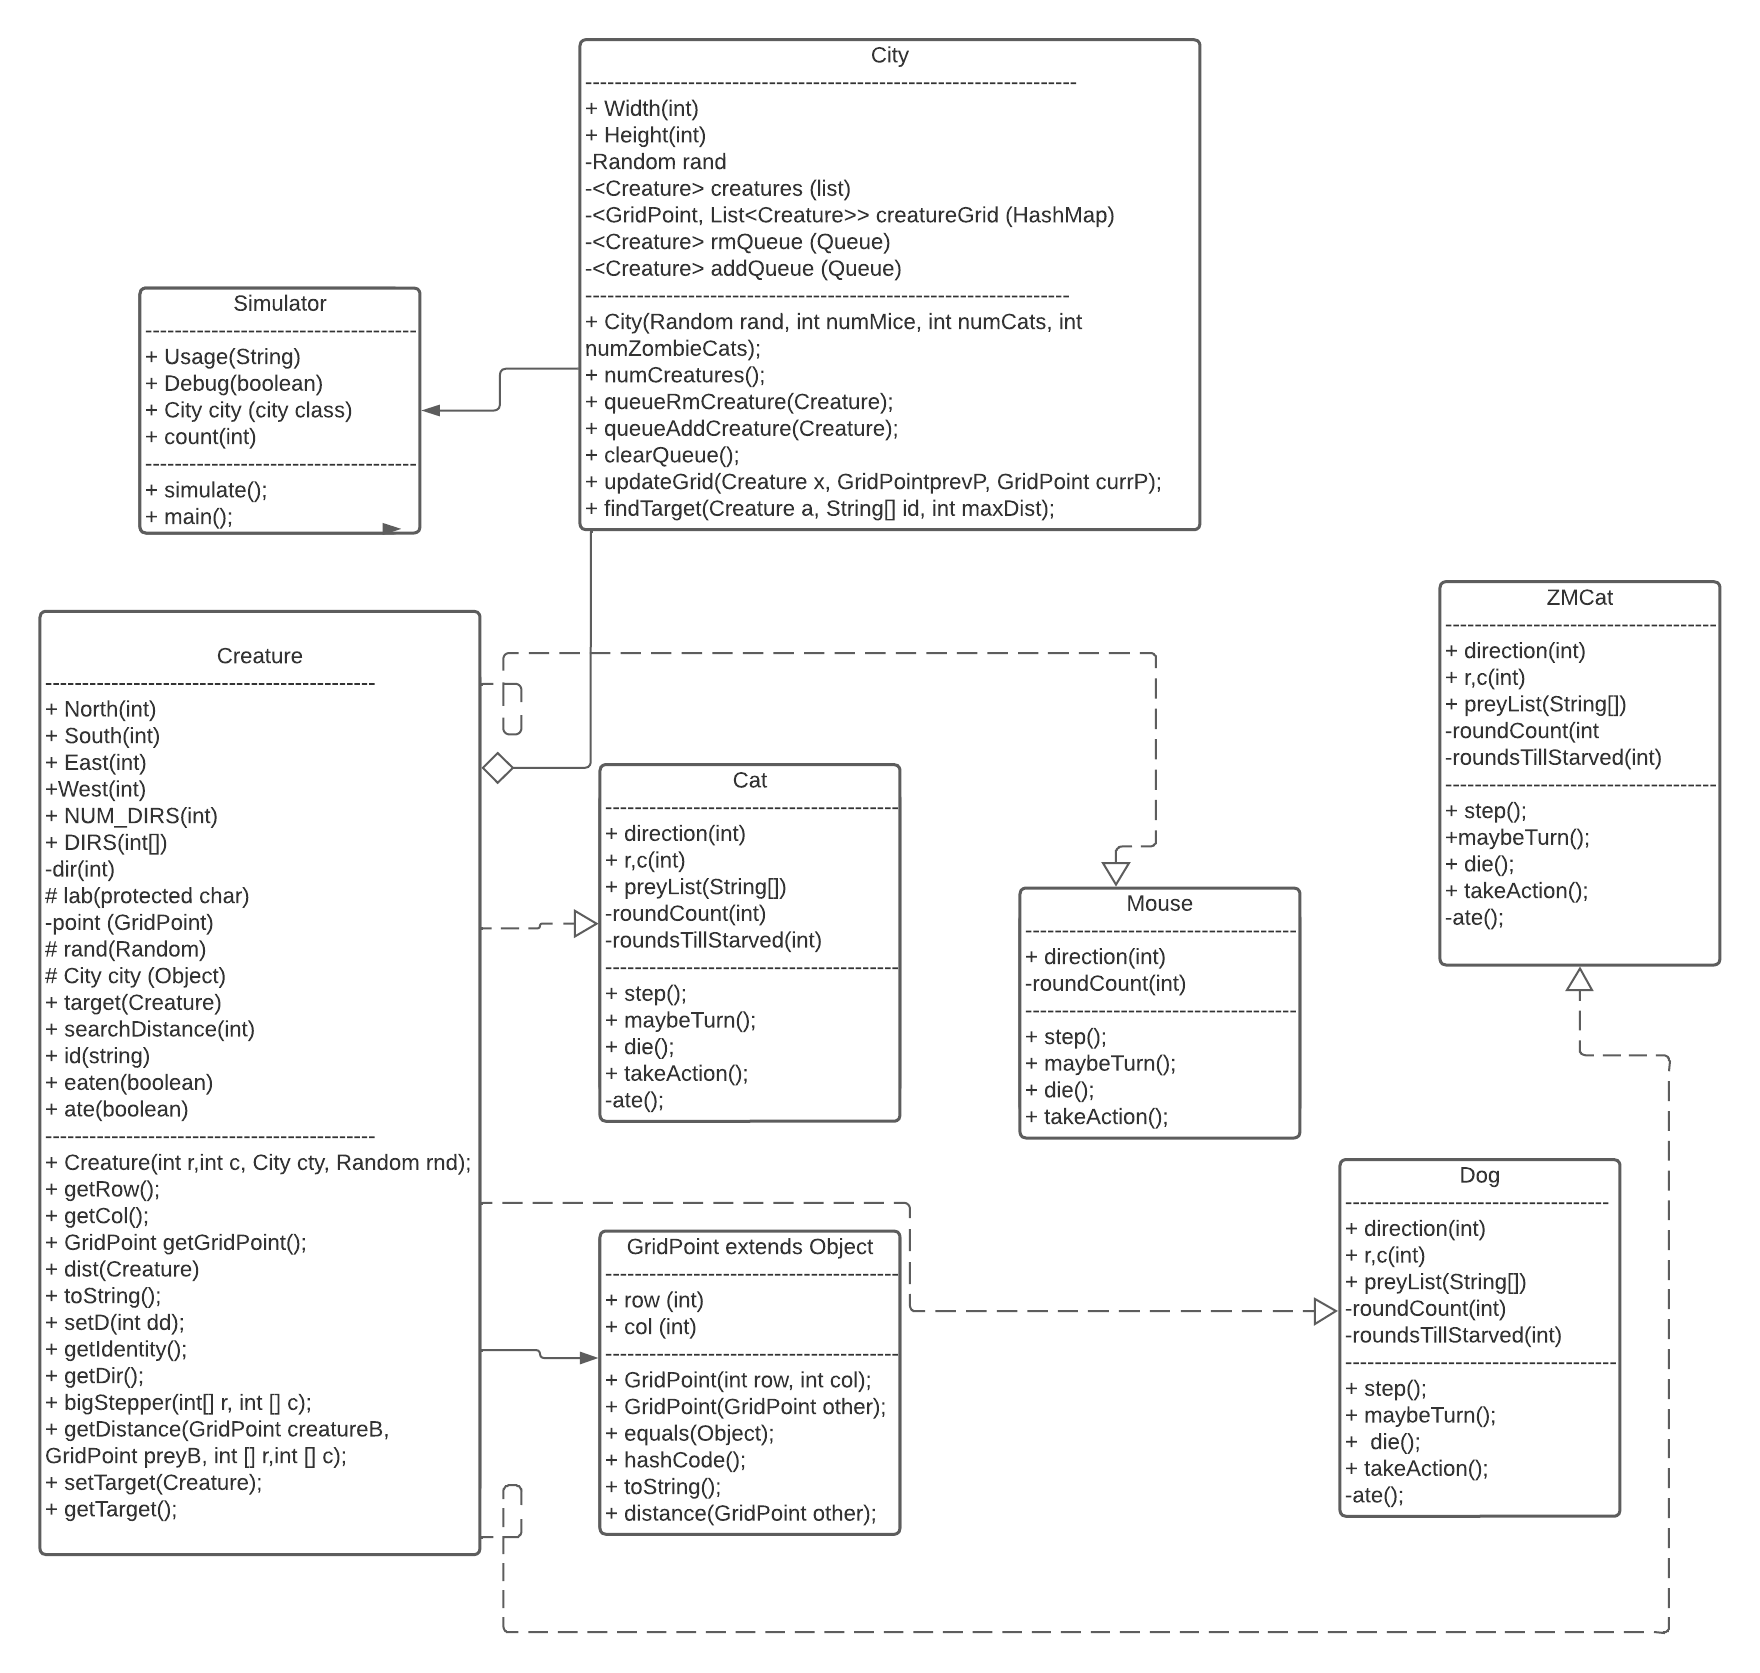 City
--------------------------------------------------------------------
+ Width(int)
+ Height(int)
-Random rand
-<Creature> creatures (list)
-<GridPoint, List<Creature>> creatureGrid (HashMap)
-<Creature> rmQueue (Queue)
-<Creature> addQueue (Queue)
-------------------------------------------------------------------
+ City(Random rand, int numMice, int numCats, int
numZombieCats);
+ numCreatures();
+ queueRmCreature(Creature);
+ queueAddCreature(Creature);
+ clearQueue();
+ updateGrid(Creature x, GridPointprevP, GridPoint currP);
+ findTarget(Creature a, String[] id, int maxDist);
Simulator
-------------------------------------
+ Usage(String)
+ Debug(boolean)
+ City city (city class)
+ count(int)
-------------------------------------
+ simulate();
+ main();
Creature
---------------------------------------------
+ North(int)
+ South(int)
+ East(int)
+West(int)
+ NUM_DIRS(int)
+ DIRS(int[])
-dir(int)
# lab(protected char)
-point (GridPoint)
# rand(Random)
# City city (Object)
+ target(Creature)
+ searchDistance(int)
+ id(string)
+ eaten(boolean)
+ ate(boolean)
---------------------------------------------
+ Creature(int r,int c, City cty, Random rnd);
+ getRow();
+ getCol();
+ GridPoint getGridPoint();
+ dist(Creature)
+ toString();
+ setD(int dd);
+ getIdentity();
+ getDir();
+ bigStepper(int[] r, int [] c);
+ getDistance(GridPoint creatureB,
GridPoint preyB, int [] r,int [] c);
+ setTarget(Creature);
+ getTarget();
Cat
----------------------------------------
+ direction(int)
+ r,c(int)
+ preyList(String[])
-roundCount(int)
-roundsTillStarved(int)
----------------------------------------
+ step();
+ maybeTurn();
+ die();
+ takeAction();
-ate();
GridPoint extends Object
----------------------------------------
+ row (int)
+ col (int)
----------------------------------------
+ GridPoint(int row, int col);
+ GridPoint(GridPoint other);
+ equals(Object);
+ hashCode();
+ toString();
+ distance(GridPoint other);
Mouse
-------------------------------------
+ direction(int)
-roundCount(int)
-------------------------------------
+ step();
+ maybeTurn();
+ die();
+ takeAction();
ZMCat
-------------------------------------
+ direction(int)
+ r,c(int)
+ preyList(String[])
-roundCount(int
-roundsTillStarved(int)
-------------------------------------
+ step();
+maybeTurn();
+ die();
+ takeAction();
-ate();
Dog
------------------------------------
+ direction(int)
+ r,c(int)
+ preyList(String[])
-roundCount(int)
-roundsTillStarved(int)
-------------------------------------
+ step();
+ maybeTurn();
+  die();
+ takeAction();
-ate();